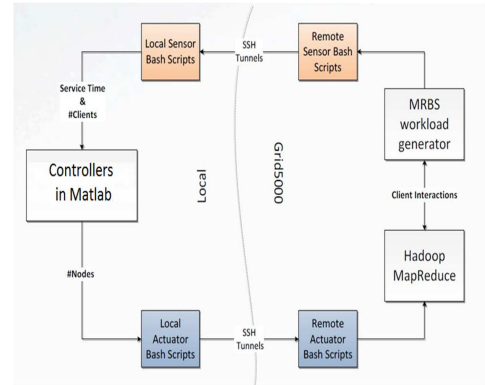 Local Sensor
Bash Scripts
SSH
Tunnels
Remote
Sensor Bash
Scripts
Service Time
&
#Clients
MRBS
workload
generator
Controllers
in Matlab
Local
Grid5000
Client Interactions
Hadoop
MapReduce
#Nodes
Local
Actuator
Bash Scripts
SSH
Tunnels
Remote
Actuator
Bash Scripts